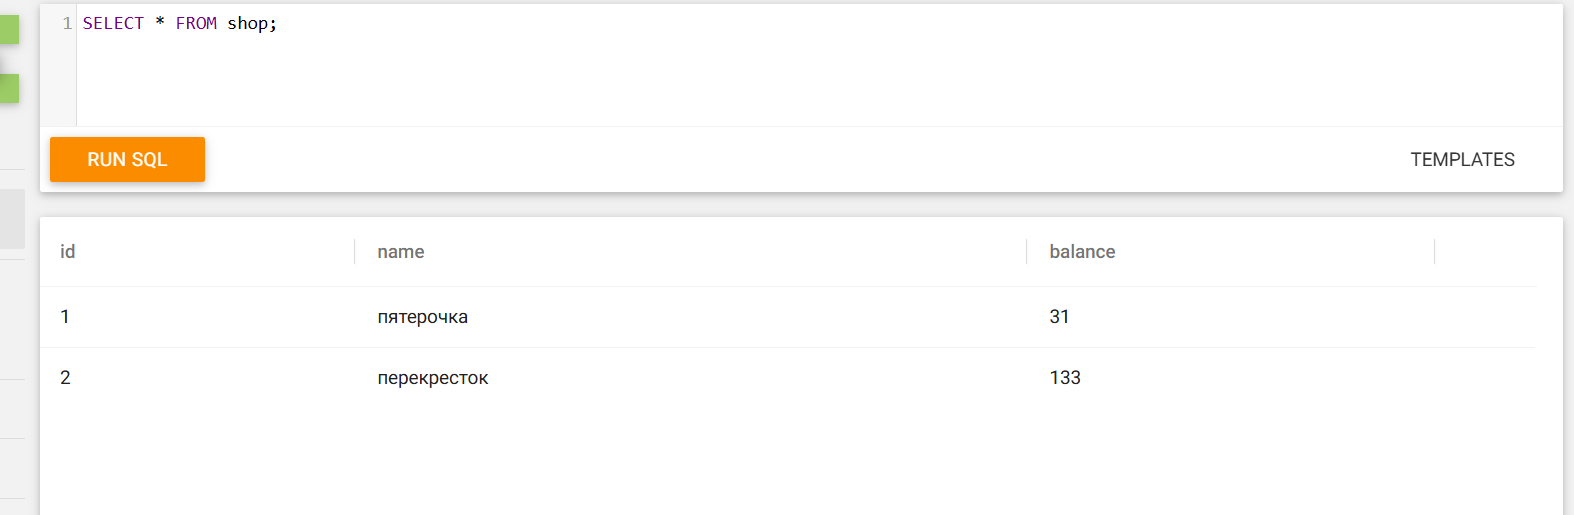 1 SELECT * FROM shop;
RUN SQL TEMPLATES
id name balance
1 пятерочка 31
2 перекресток 133